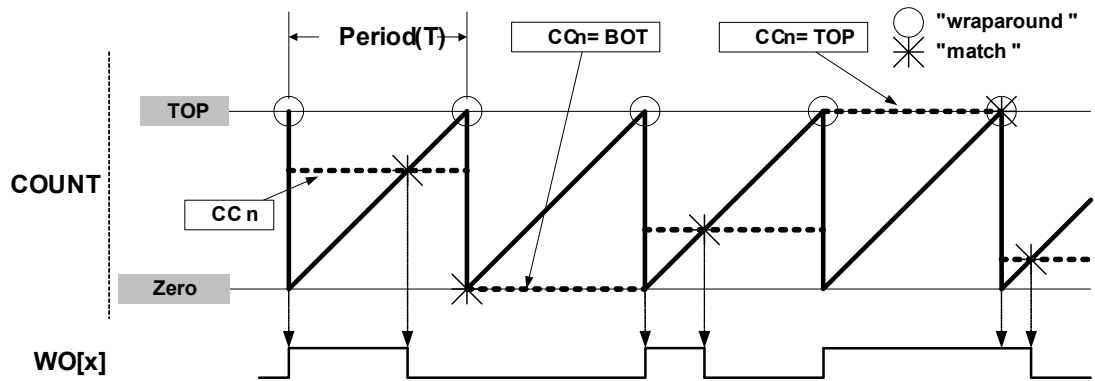 Period(T)
CCn= BOT
CCn= TOP
"wraparound "
"match "
TOP
COUNT
CC n
Zero
WO[x]